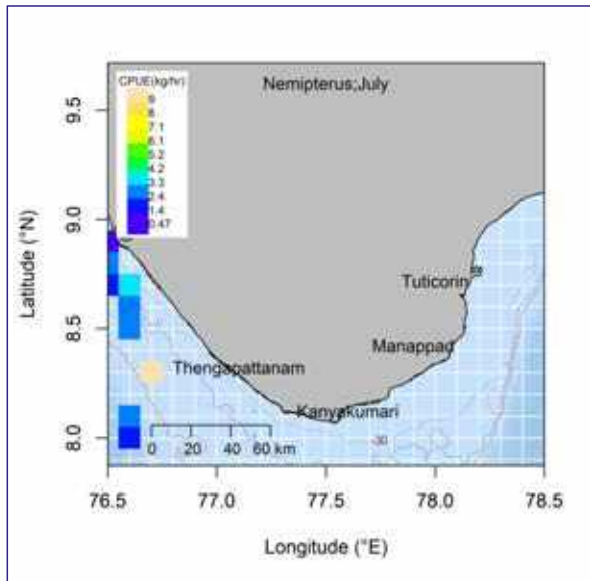 CPUE(kg/hr)
9
8
7.1
6.1
5.2
4.2
3.3
2.4
1.4
0.47
Nemipterus;July
9.5
9.0
8.5
8.0
Latitude (°N)
Tuticorin
Manappad
Thengapattanam
Kanyakumari
-30
0 20 40 60 km
76.5 77.0 77.5 78.0 78.5
Longitude (°E)